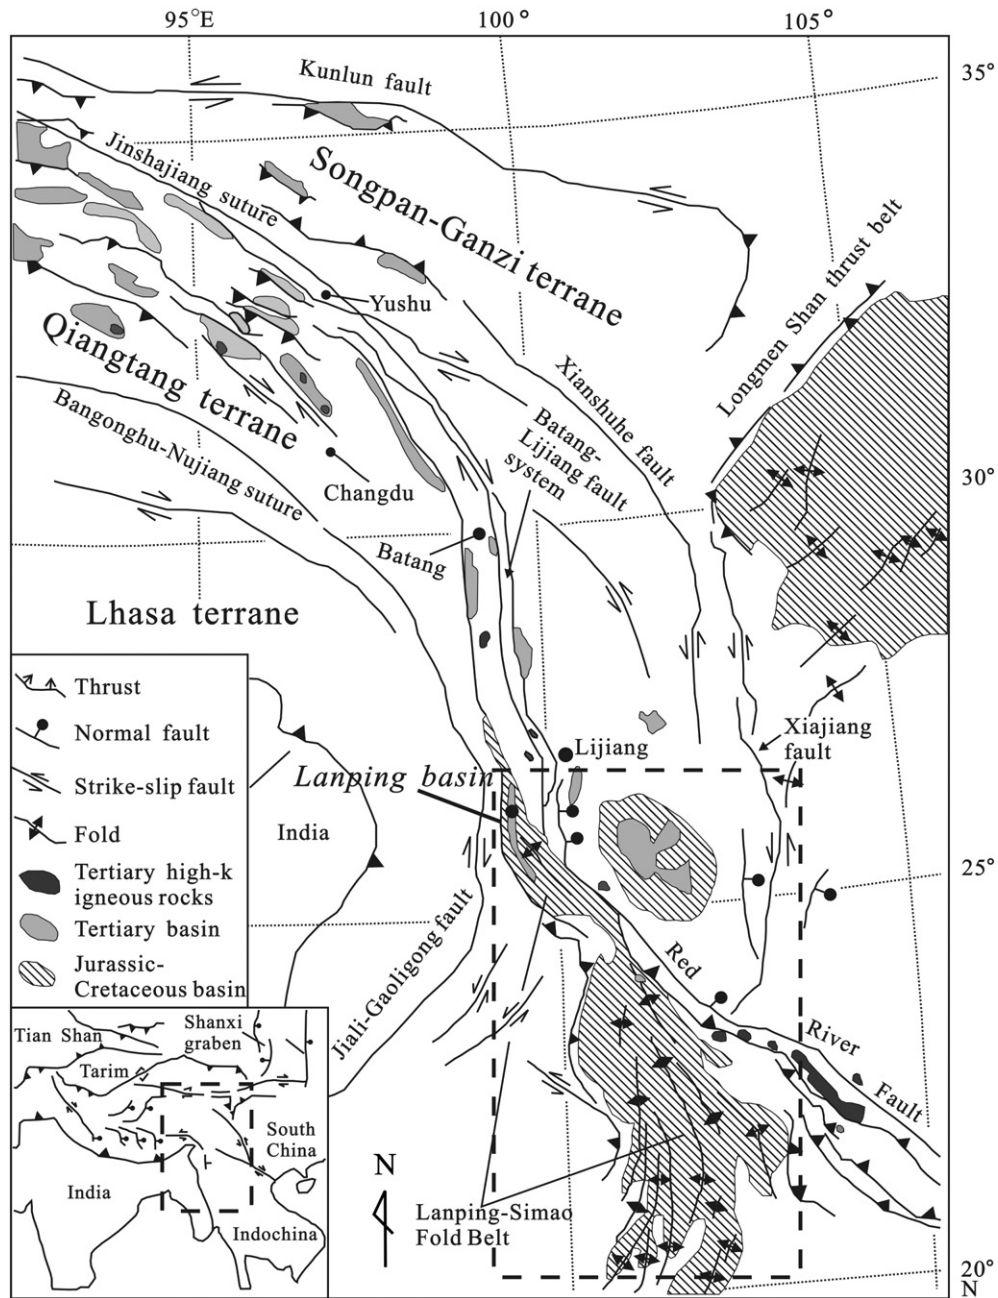 95°E
100°
105°
35°
Kunlun fault
Jinshajiang suture
Songpan-Ganzi terrane
Longmen Shan thrust belt
Yushu
Qiangtang terrane
Xianshuhe fault
Bangonghu-Nujiang suture
Batang-
Lijiang fault
system
30°
Changdu
Batang
Lhasa terrane
Thrust
Normal fault
Strike-slip fault
Fold
Tertiary high-k
igneous rocks
Tertiary basin
Jurassic-
Cretaceous basin
India
Lijiang
Lanping basin
Xiajiang
fault
25°
Jiali-Gaoligong fault
Red
River
Fault
Tian Shan
Shanxi
graben
Tarim
South
China
India
Indochina
N
Lanping-Simao
Fold Belt
20°
N